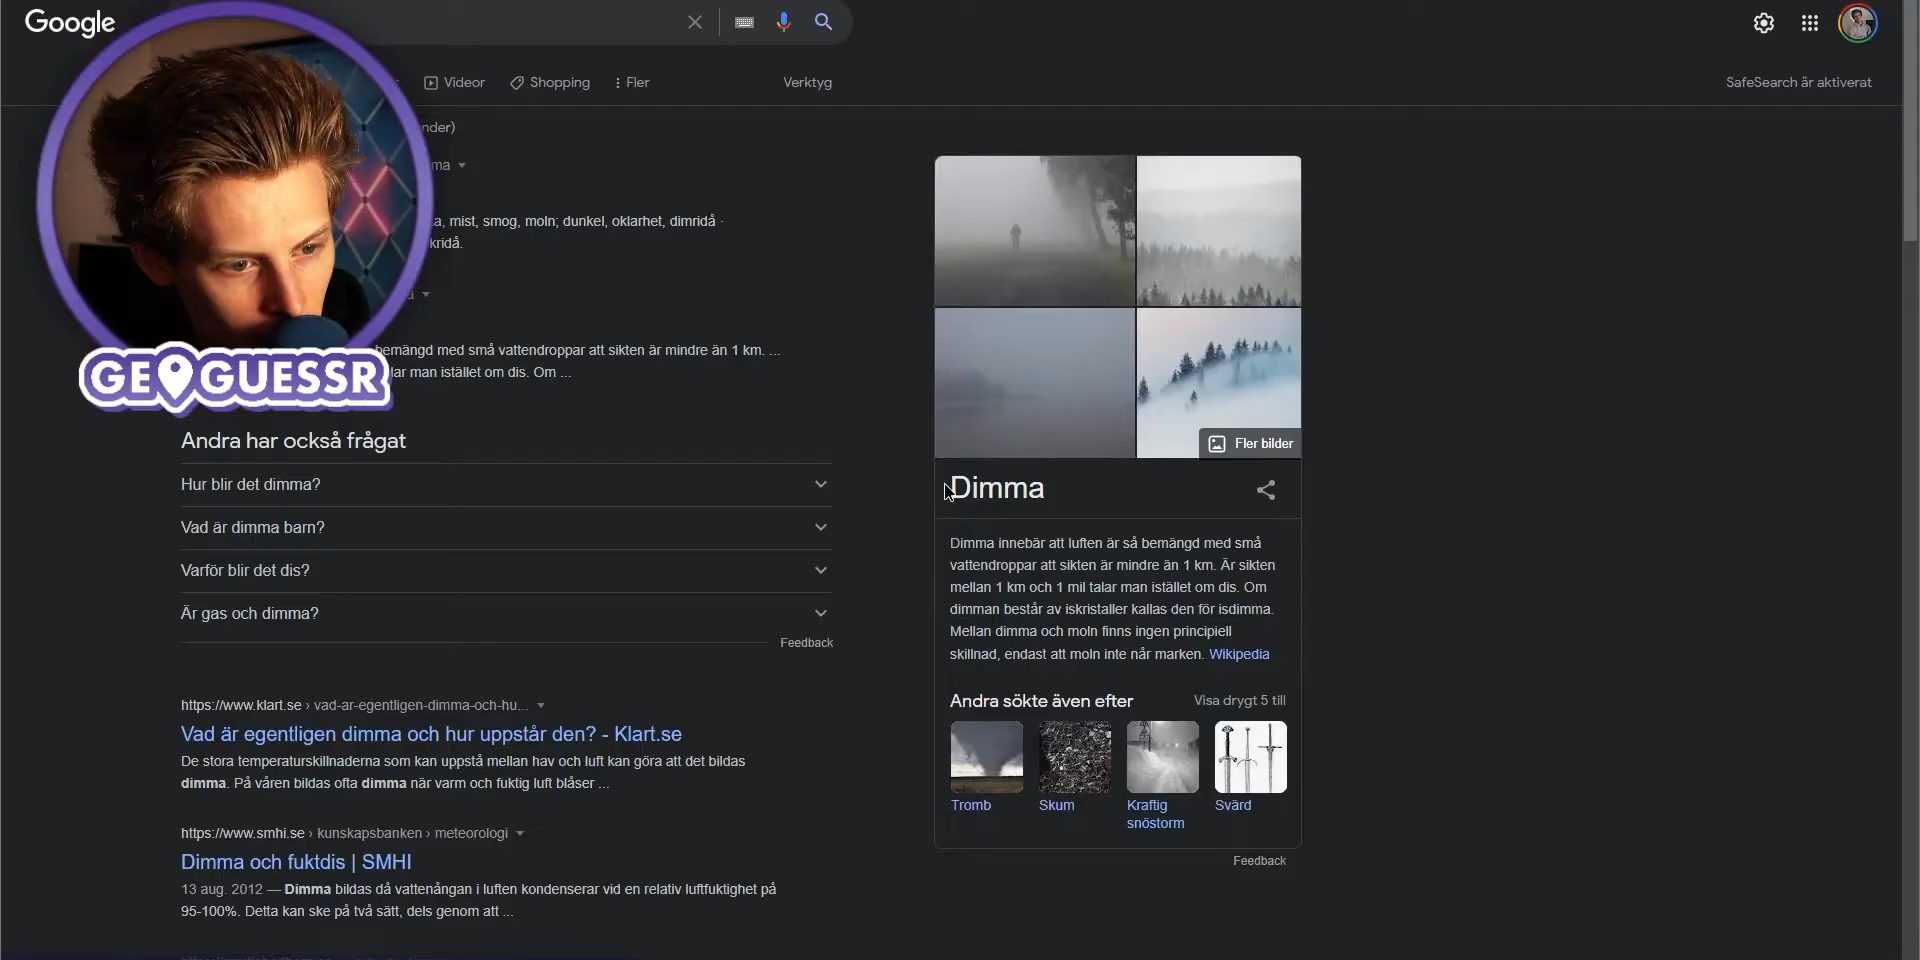 Google
Videor
Shopping
Fler
Verktyg
SafeSearch är aktiverat
nder)
ma
mist, smog, moln; dunkel, oklarhet, dimridå ·
kridå.
bemängd med små vattendroppar att sikten är mindre än 1 km. ...
lar man istället om dis. Om ...
GEOGUESSR
Andra har också frågat
Hur blir det dimma?
Vad är dimma barn?
Varför blir det dis?
Är gas och dimma?
Feedback
https://www.klart.se › vad-ar-egentligen-dimma-och-hu...
Vad är egentligen dimma och hur uppstår den? - Klart.se
De stora temperaturskillnaderna som kan uppstå mellan hav och luft kan göra att det bildas
dimma. På våren bildas ofta dimma när varm och fuktig luft blåser ...
https://www.smhi.se › kunskapsbanken › meteorologi
Dimma och fuktdis | SMHI
13 aug. 2012 — Dimma bildas då vattenångan i luften kondenserar vid en relativ luftfuktighet på
95-100%. Detta kan ske på två sätt, dels genom att ...
Fler bilder
Dimma
Dimma innebär att luften är så bemängd med små
vattendroppar att sikten är mindre än 1 km. Är sikten
mellan 1 km och 1 mil talar man istället om dis. Om
dimman består av iskristaller kallas den för isdimma.
Mellan dimma och moln finns ingen principiell
skillnad, endast att moln inte når marken. Wikipedia
Andra sökte även efter
Visa drygt 5 till
Tromb
Skum
Kraftig
snöstorm
Svärd
Feedback